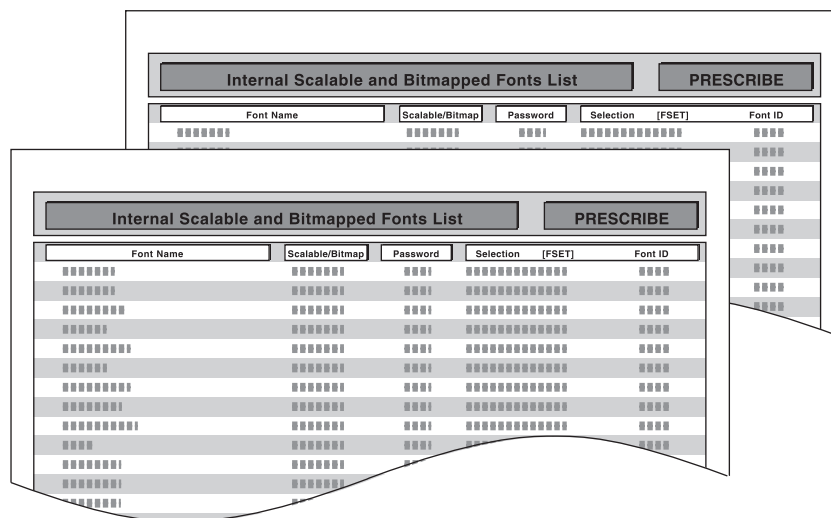 Internal Scalable and Bitmapped Fonts List PRESCRIBE
Font Name Scalable/Bitmap Password Selection [FSET] Font ID
Internal Scalable and Bitmapped Fonts List PRESCRIBE
Font Name Scalable/Bitmap Password Selection [FSET] Font ID